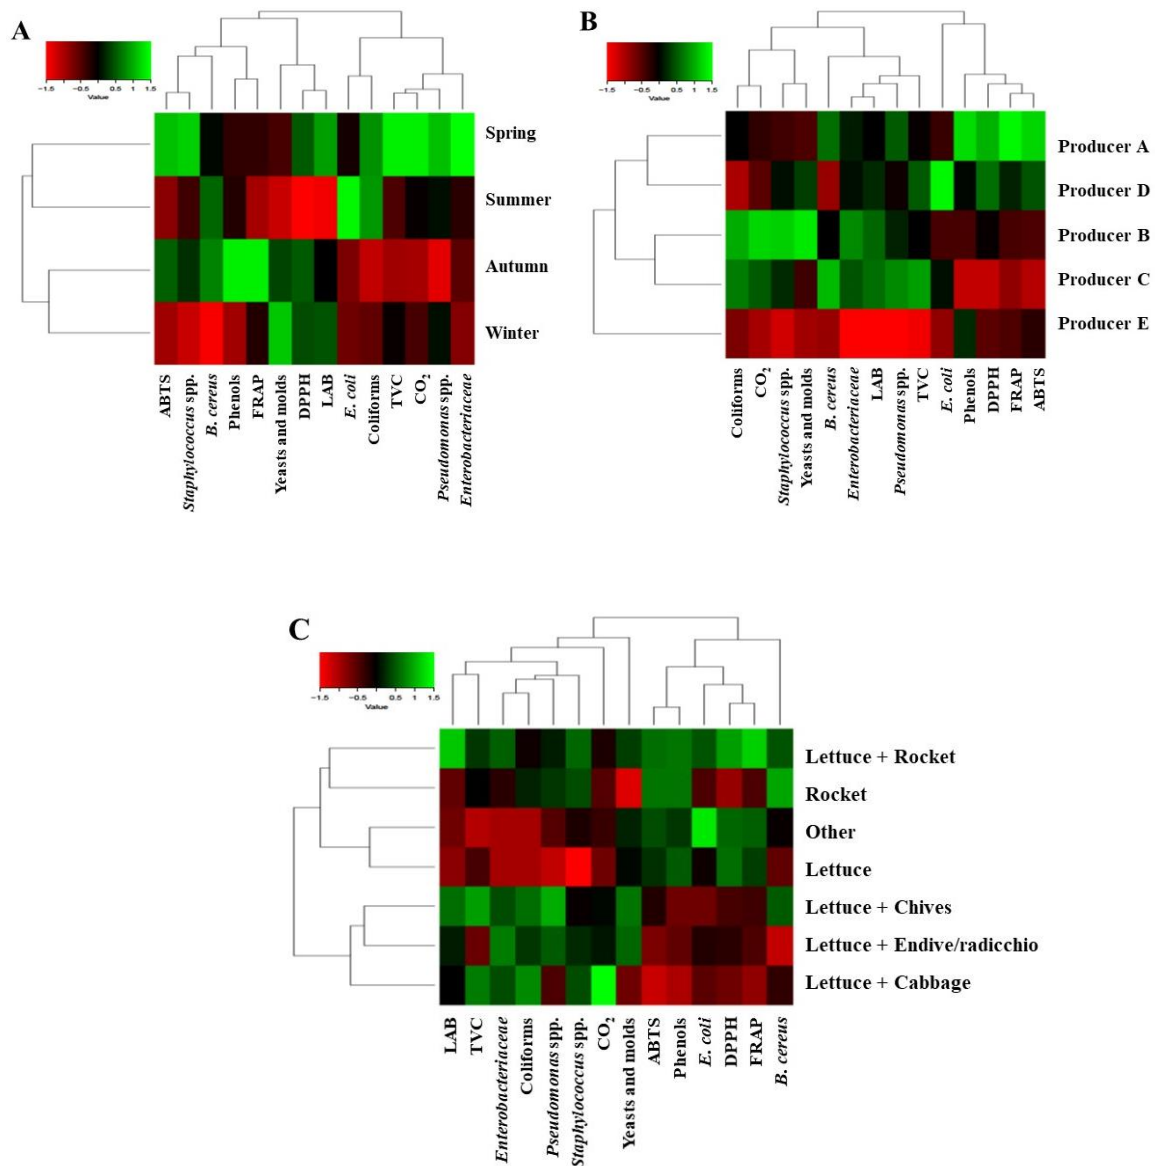 A
-1.5 -0.5 0.5 1.5
Value
Spring
Summer
Autumn
Winter
ABTS
Staphylococcus spp.
B. cereus
Phenols
FRAP
Yeasts and molds
DPPH
LAB
E. coli
Coliforms
TVC
CO₂
Pseudomonas spp.
Enterobacteriaceae
B
-1.5 -0.5 0.5 1.5
Value
Producer A
Producer D
Producer B
Producer C
Producer E
Coliforms
CO₂
Staphylococcus spp.
Yeasts and molds
B. cereus
Enterobacteriaceae
LAB
Pseudomonas spp.
TVC
E. coli
Phenols
DPPH
FRAP
ABTS
C
-1.5 -0.5 0.5 1.5
Value
Lettuce + Rocket
Rocket
Other
Lettuce
Lettuce + Chives
Lettuce + Endive/radicchio
Lettuce + Cabbage
LAB
TVC
Enterobacteriaceae
Coliforms
Pseudomonas spp.
Staphylococcus spp.
CO₂
Yeasts and molds
ABTS
Phenols
E. coli
DPPH
FRAP
B. cereus